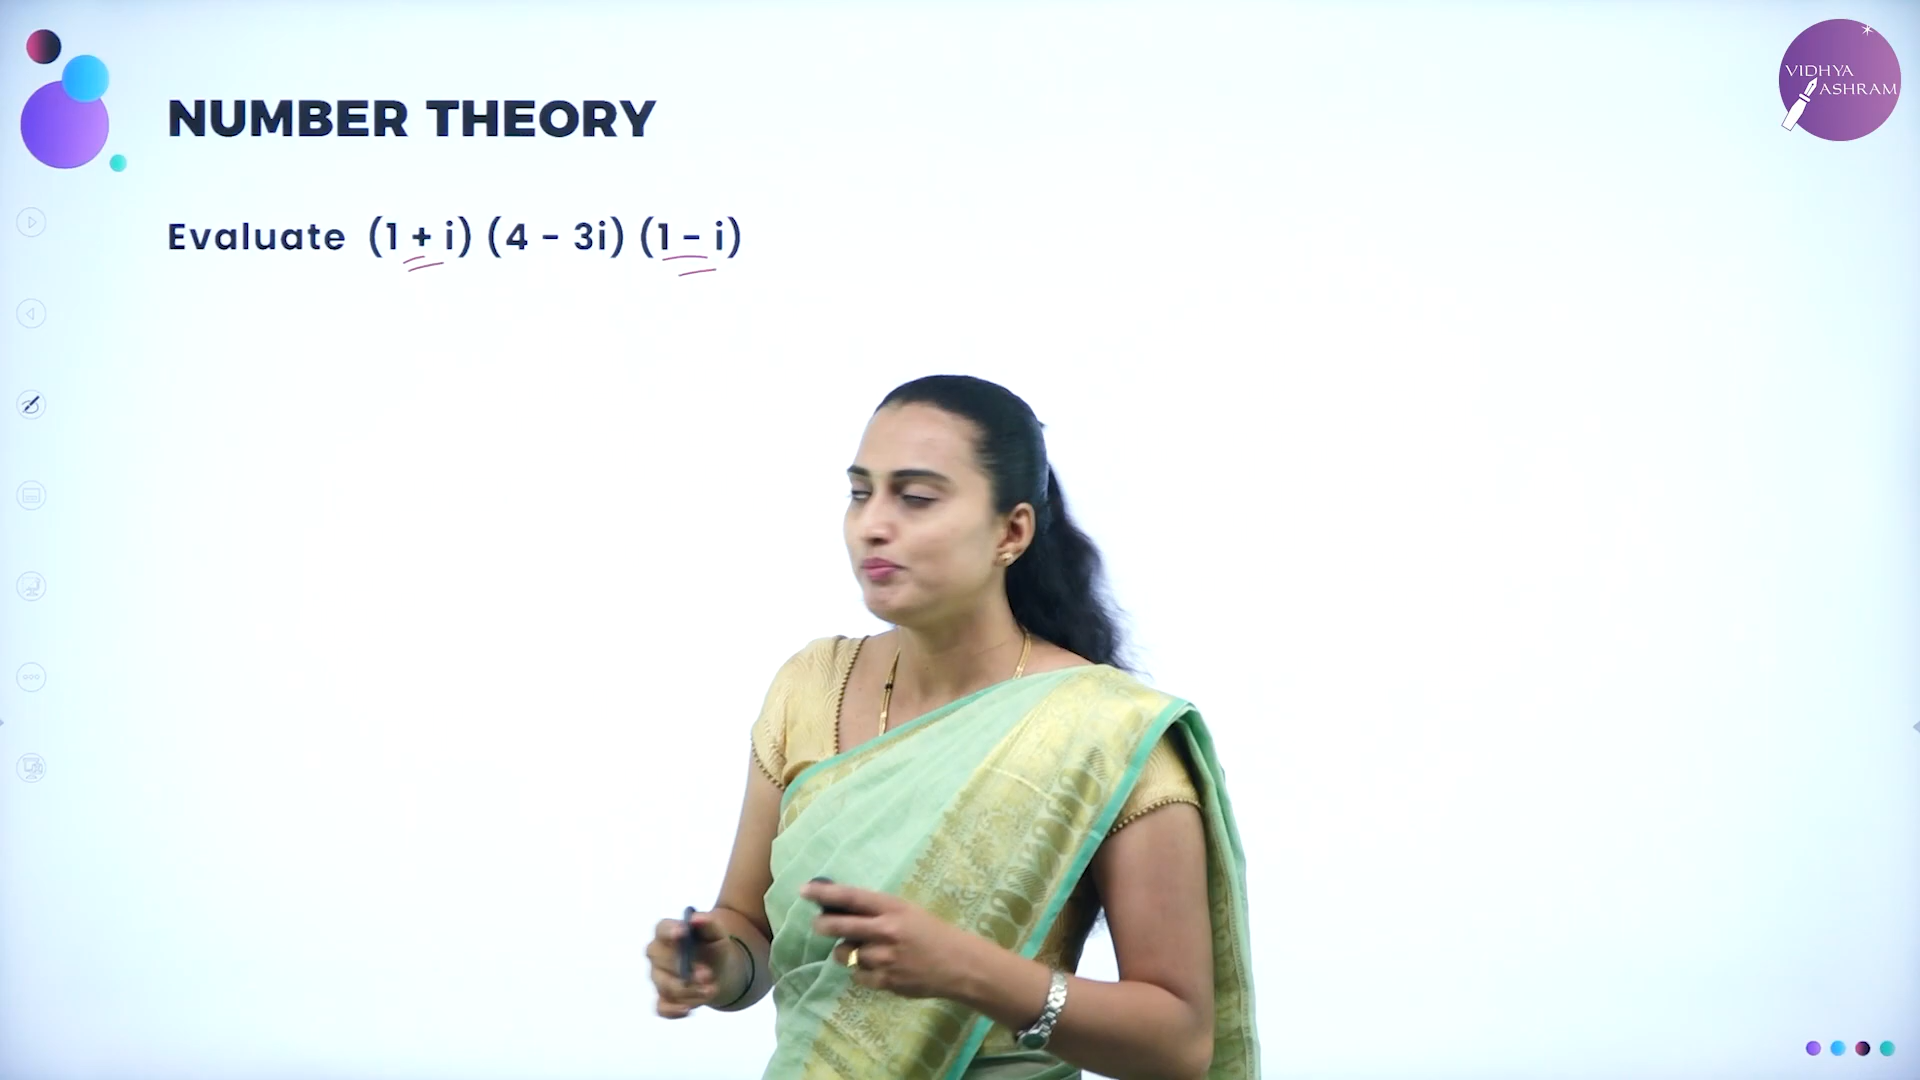 NUMBER THEORY
VIDHYA
ASHRAM
Evaluate (1 + i) (4 - 3i) (1 - i)